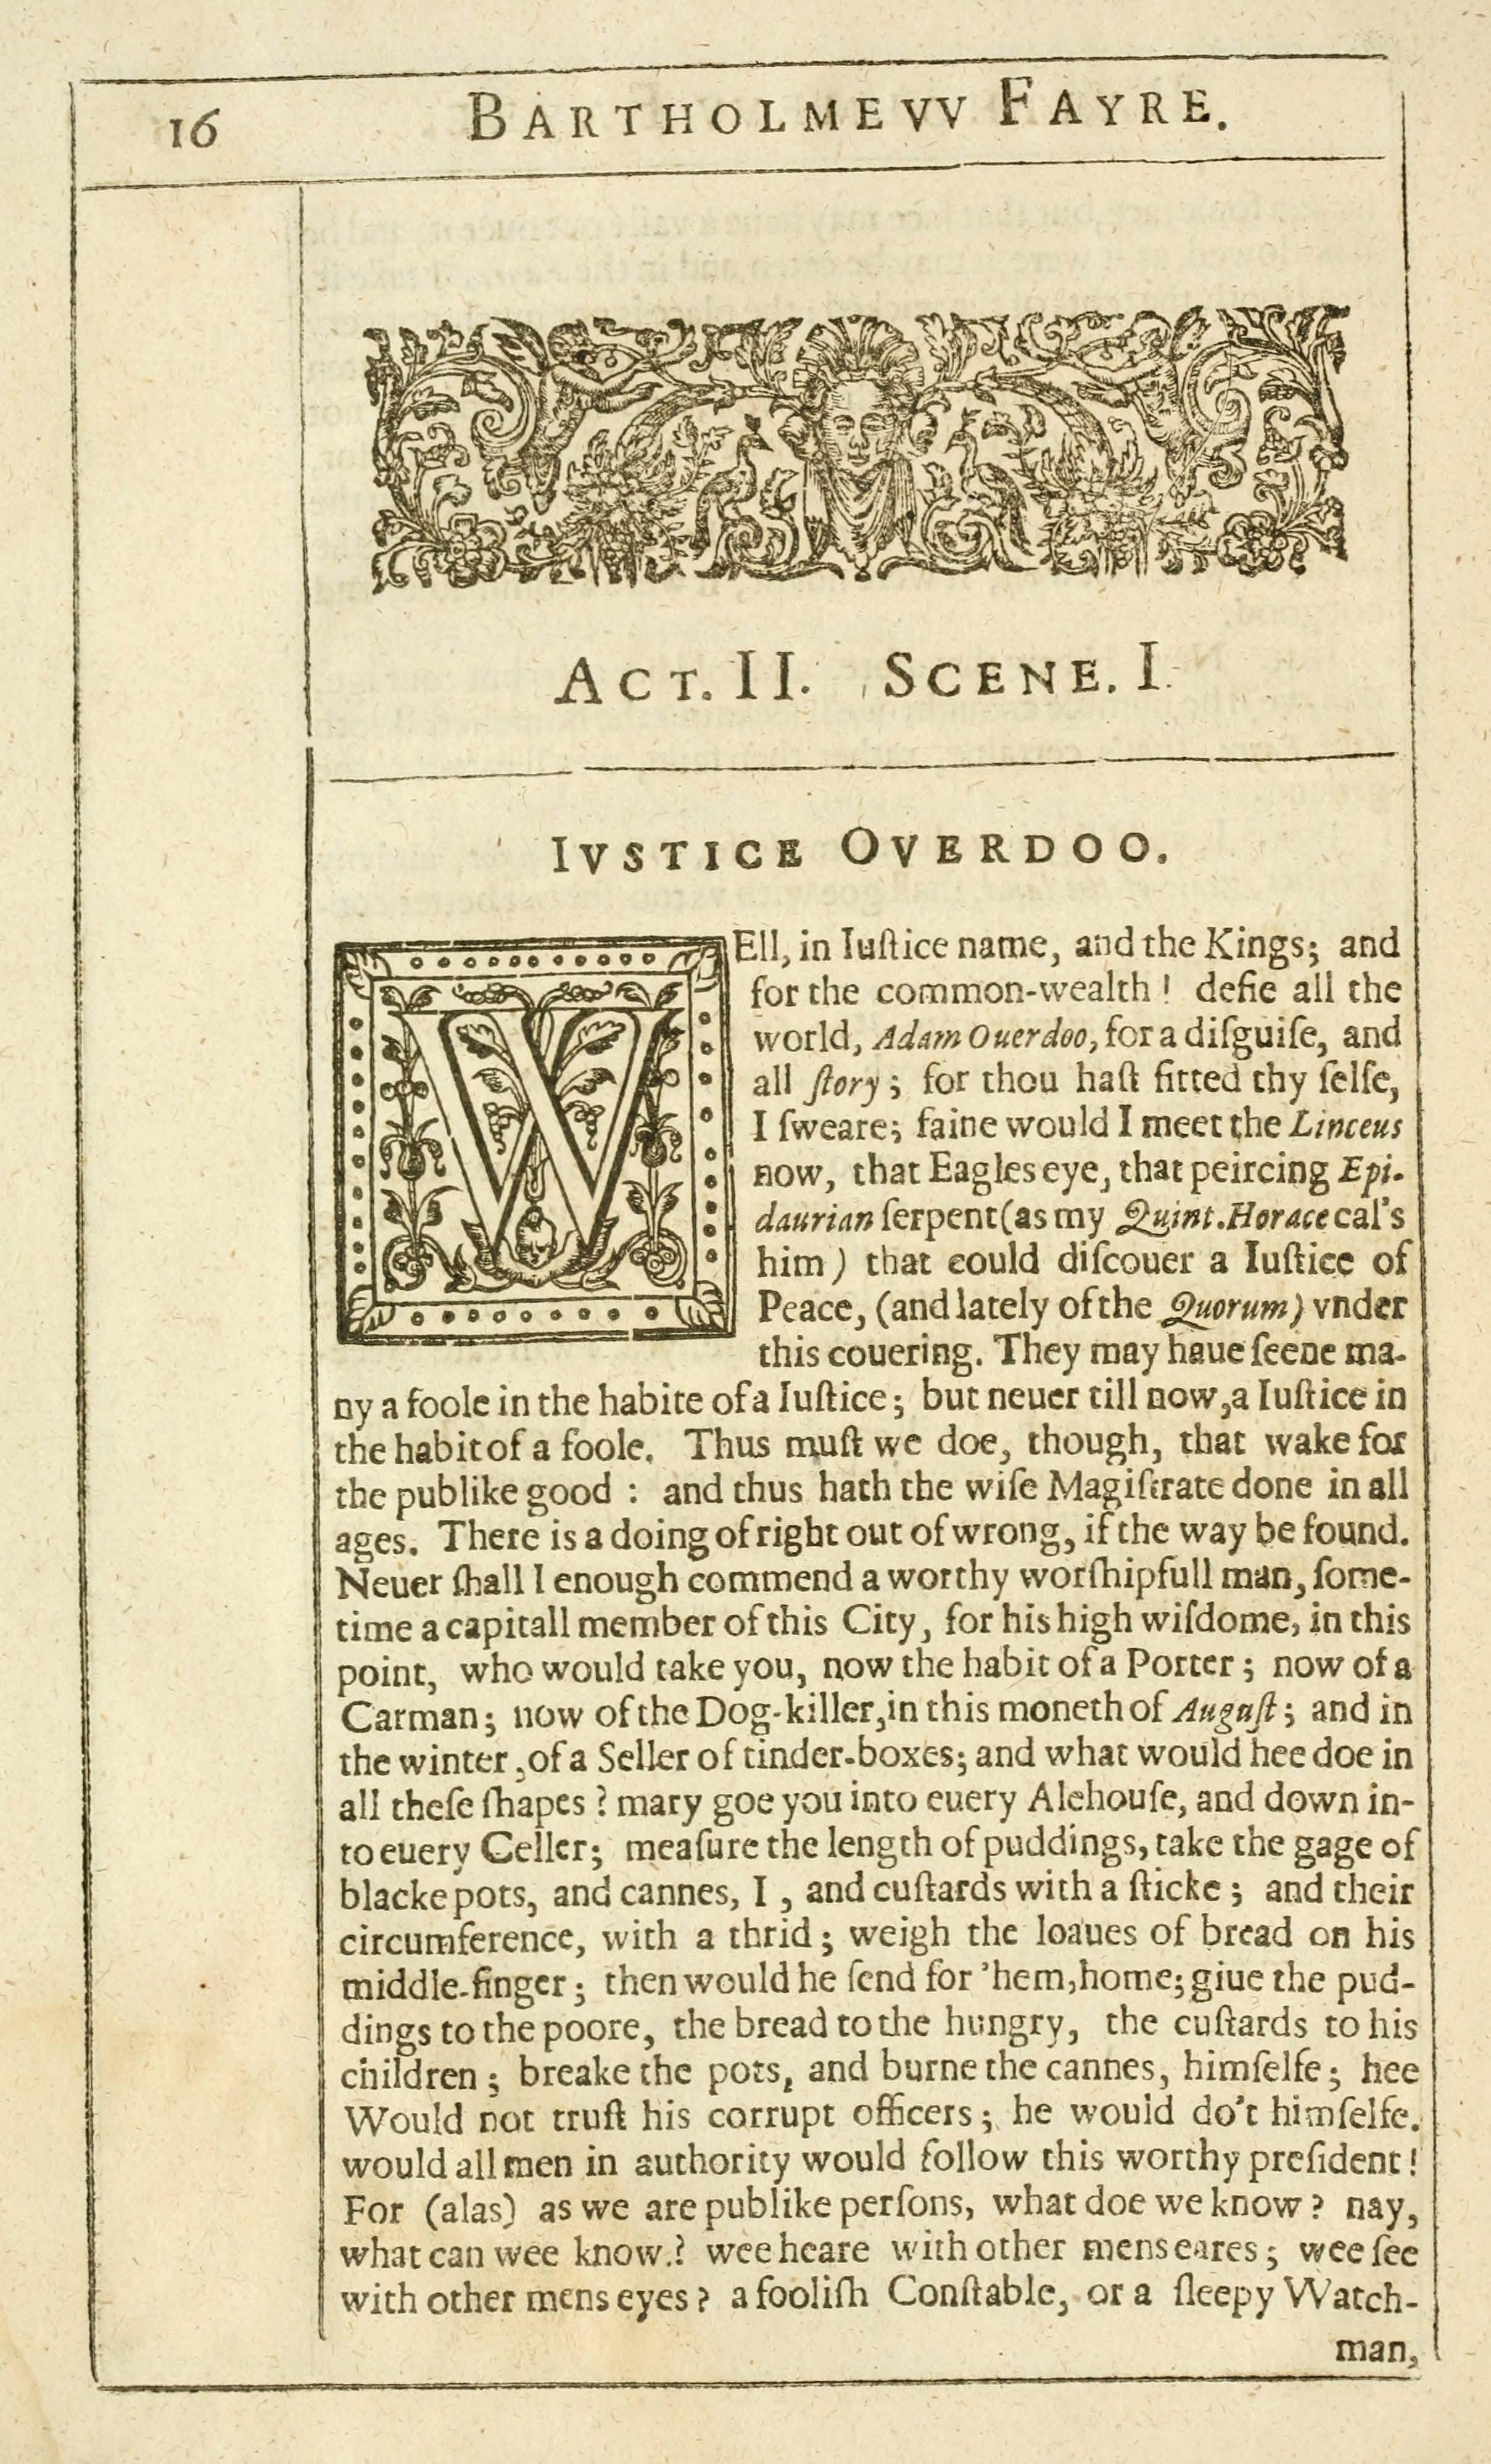 16 BARTHOLMEVV FAYRE.
ACT. II. SCENE. I.
IVSTICE OVERDOO.
WEll, in Iuſtice name, and the Kings; and
for the common-wealth! defie all the
world, Adam Ouerdoo, for a diſguiſe, and
all ſtory; for thou haſt fitted thy ſelfe,
I ſweare; faine would I meet the Linceus
now, that Eagles eye, that peircing Epi-
daurian ſerpent (as my Quint. Horace cal's
him) that could diſcouer a Iuſtice of
Peace, (and lately of the Quorum) vnder
this couering. They may haue ſeene ma-
ny a foole in the habite of a Iuſtice; but neuer till now, a Iuſtice in
the habit of a foole. Thus muſt we doe, though, that wake for
the publike good: and thus hath the wiſe Magiſtrate done in all
ages. There is a doing of right out of wrong, if the way be found.
Neuer ſhall I enough commend a worthy worſhipfull man, ſome-
time a capitall member of this City, for his high wiſdome, in this
point, who would take you, now the habit of a Porter; now of a
Carman; now of the Dog-killer, in this moneth of Auguſt; and in
the winter, of a Seller of tinder-boxes; and what would hee doe in
all theſe ſhapes? mary goe you into euery Alehouſe, and down in-
to euery Celler; meaſure the length of puddings, take the gage of
blacke pots, and cannes, I, and cuſtards with a ſticke; and their
circumference, with a thrid; weigh the loaues of bread on his
middle-finger; then would he ſend for 'hem, home; giue the pud-
dings to the poore, the bread to the hungry, the cuſtards to his
children; breake the pots, and burne the cannes, himſelfe; hee
Would not truſt his corrupt officers; he would do't himſelfe.
would all men in authority would follow this worthy preſident!
For (alas) as we are publike perſons, what doe we know? nay,
what can wee know.? wee heare with other mens eares; wee ſee
with other mens eyes? a fooliſh Conſtable, or a ſleepy VVatch-
man,